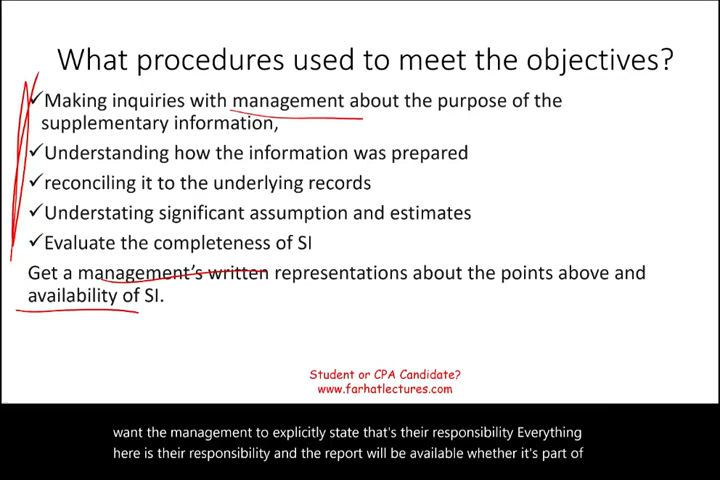 What procedures used to meet the objectives?
✓Making inquiries with management about the purpose of the
supplementary information,
✓Understanding how the information was prepared
✓reconciling it to the underlying records
✓Understating significant assumption and estimates
✓Evaluate the completeness of SI
Get a management's written representations about the points above and
availability of SI.
Student or CPA Candidate?
www.farhatlectures.com
want the management to explicitly state that's their responsibility Everything
here is their responsibility and the report will be available whether it's part of